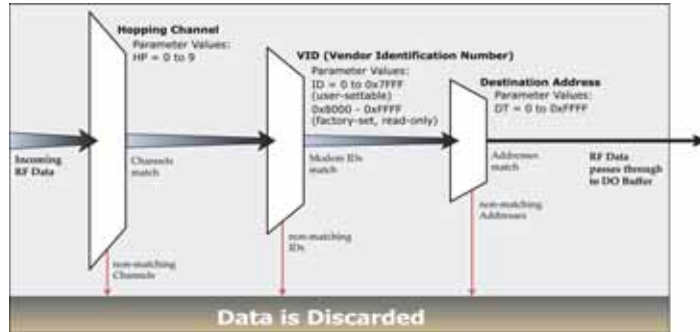 Hopping Channel
Parameter Values:
HP = 0 to 9
VID (Vendor Identification Number)
Parameter Values:
ID = 0 to 0x7FFF
(user-settable)
0x8000 - 0xFFFF
(factory-set, read-only)
Destination Address
Parameter Values:
DT = 0 to 0xFFFF
Incoming
RF Data
Channels
match
Modem IDs
match
Addresses
match
RF Data
passes through
to DO Buffer
non-matching
Channels
non-matching
IDs
non-matching
Addresses
Data is Discarded